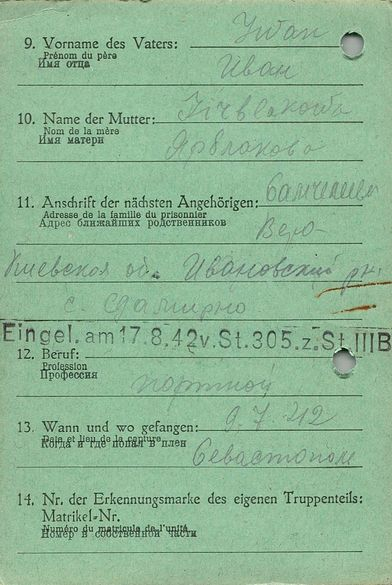 9. Vorname des Vaters: Иван
Prénom du père
Имя отца
Иван
10. Name der Mutter:
Nom de la mère
Имя матери
11. Anschrift der nächsten Angehörigen:
Adresse de la famille du prisonnier
Адрес ближайших родственников
Вера
Киевская об. Ивановский рн.
с.
Eingel. am 17.8.42 v. St. 305. z. St. III B
12. Beruf:
Profession
Профессия
портной
13. Wann und wo gefangen: 9.7.
Date et lieu de la capture
Когда и где попал в плен
Севастополь
14. Nr. der Erkennungsmarke des eigenen Truppenteils:
Matrikel-Nr.
Numéro du matricule de l'unité
Номер и собственной части